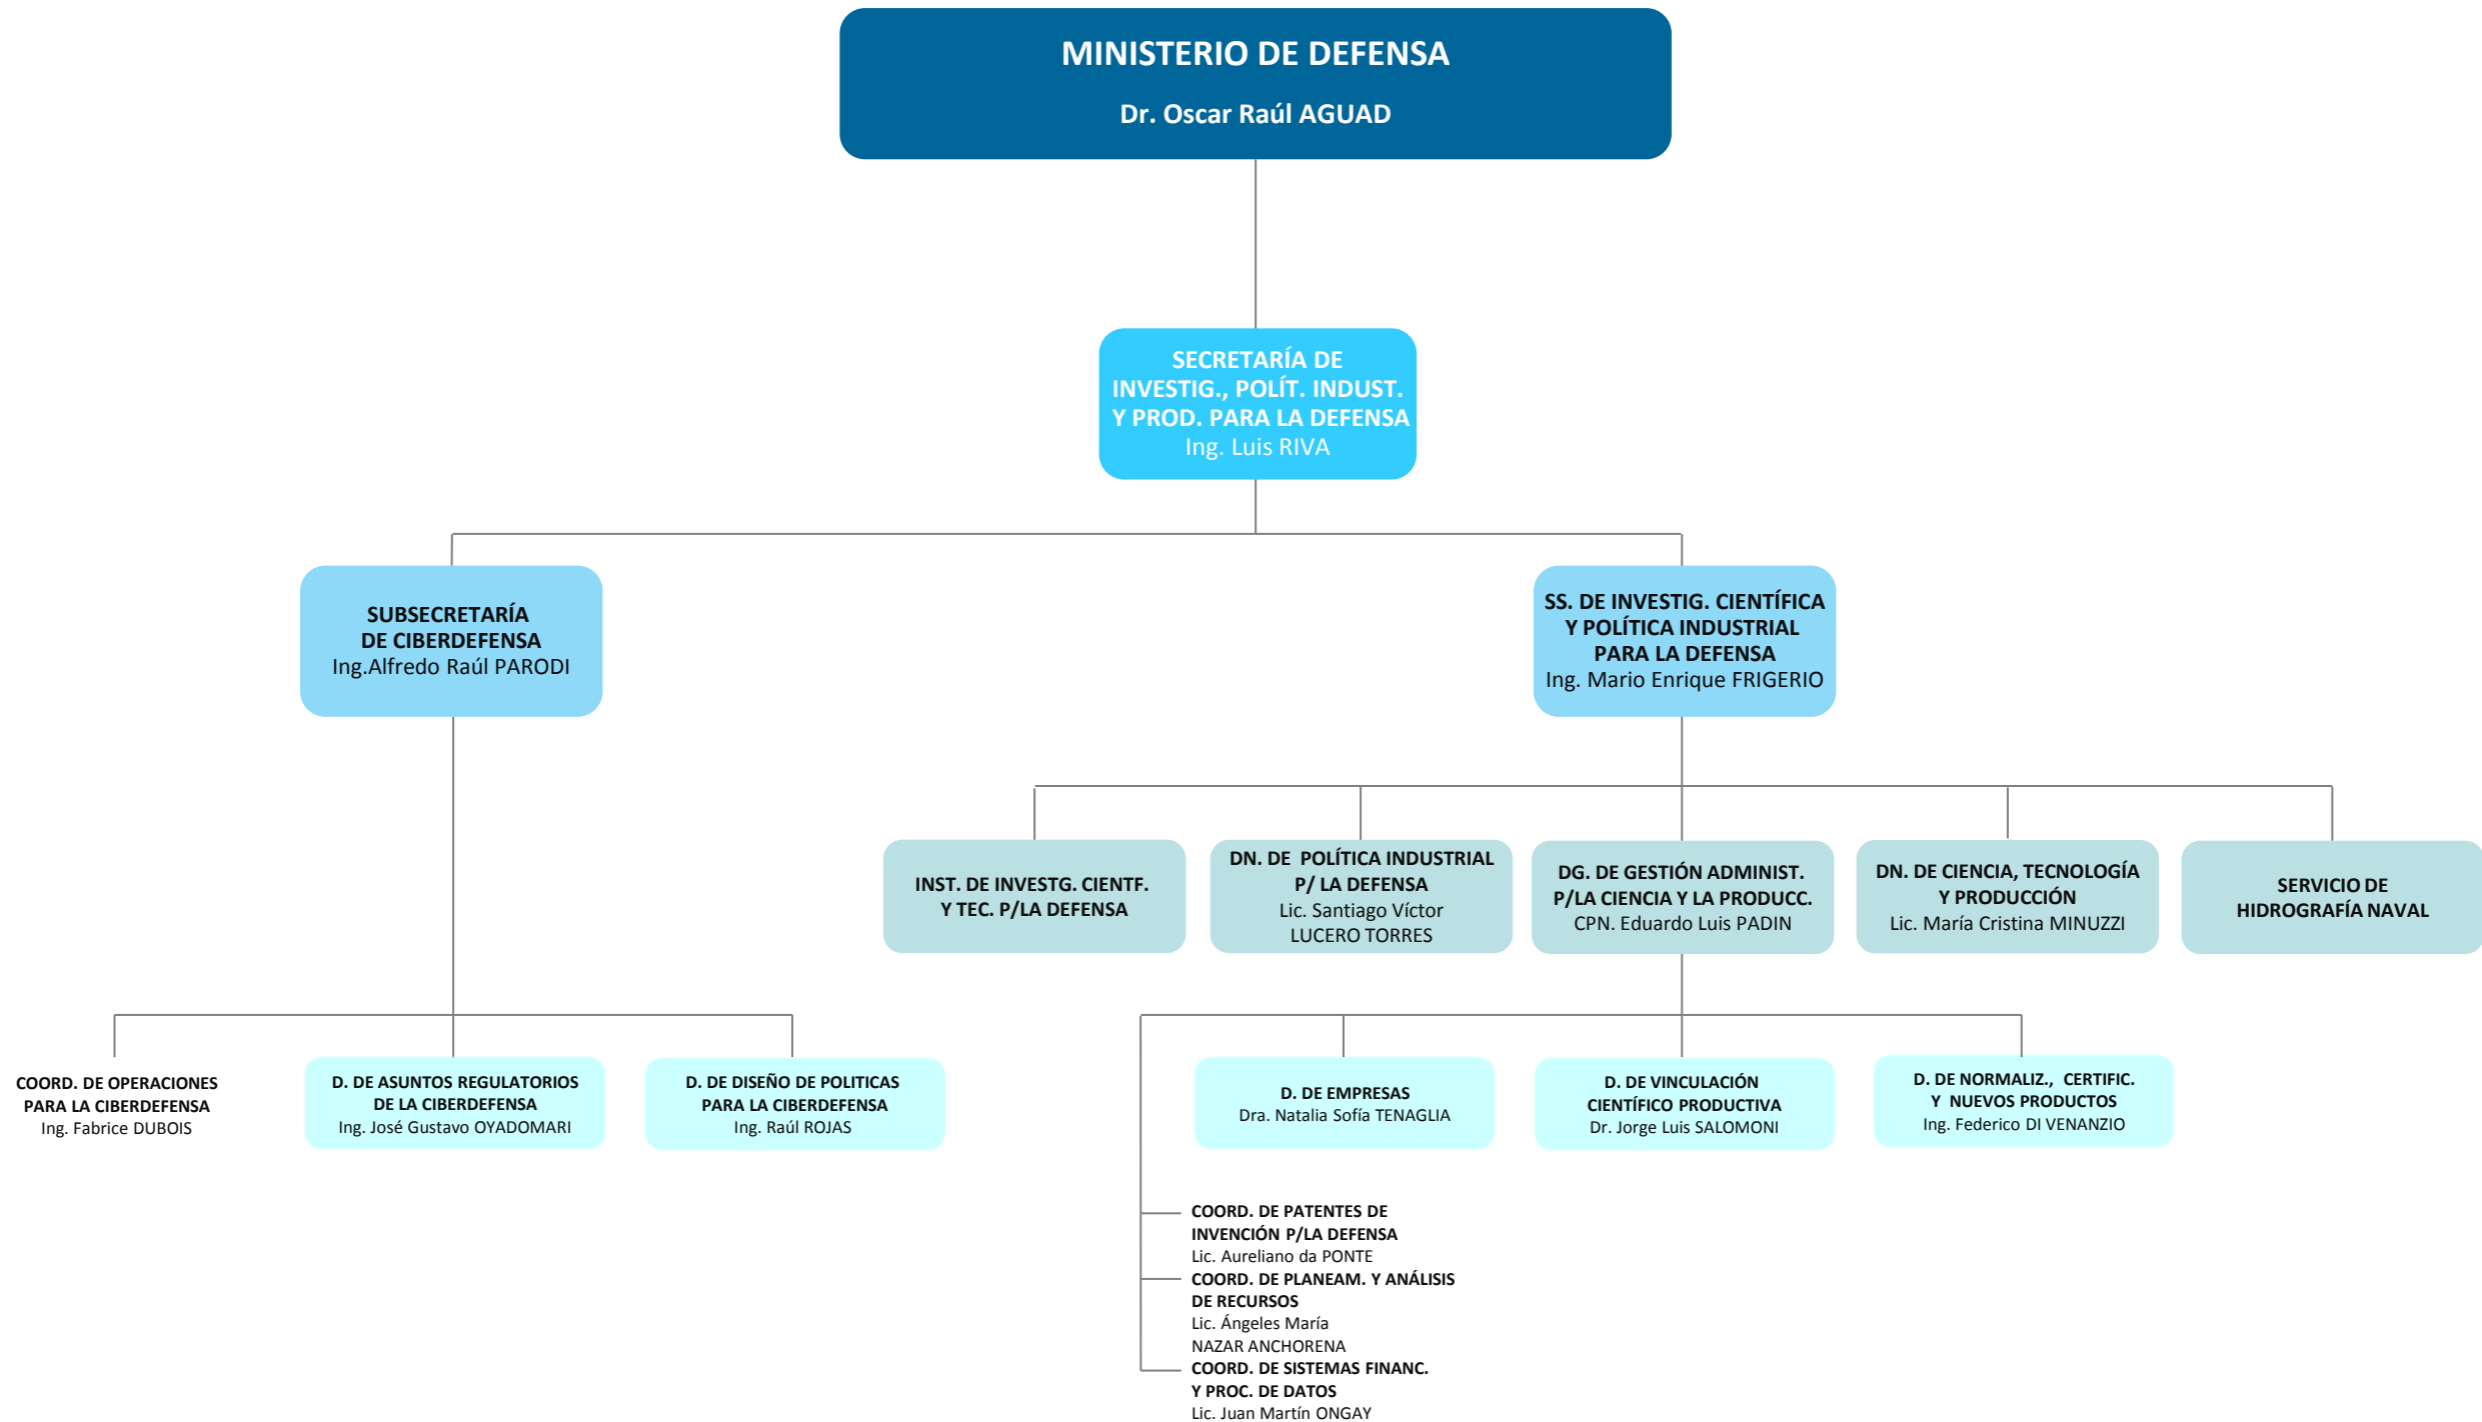 MINISTERIO DE DEFENSA
Dr. Oscar Raúl AGUAD
SECRETARÍA DE
INVESTIG., POLÍT. INDUST.
Y PROD. PARA LA DEFENSA
Ing. Luis RIVA
SUBSECRETARÍA
DE CIBERDEFENSA
Ing.Alfredo Raúl PARODI
SS. DE INVESTIG. CIENTÍFICA
Y POLÍTICA INDUSTRIAL
PARA LA DEFENSA
Ing. Mario Enrique FRIGERIO
INST. DE INVESTG. CIENTF.
Y TEC. P/LA DEFENSA
DN. DE POLÍTICA INDUSTRIAL
P/ LA DEFENSA
Lic. Santiago Víctor
LUCERO TORRES
DG. DE GESTIÓN ADMINIST.
P/LA CIENCIA Y LA PRODUCC.
CPN. Eduardo Luis PADIN
DN. DE CIENCIA, TECNOLOGÍA
Y PRODUCCIÓN
Lic. María Cristina MINUZZI
SERVICIO DE
HIDROGRAFÍA NAVAL
COORD. DE OPERACIONES
PARA LA CIBERDEFENSA
Ing. Fabrice DUBOIS
D. DE ASUNTOS REGULATORIOS
DE LA CIBERDEFENSA
Ing. José Gustavo OYADOMARI
D. DE DISEÑO DE POLITICAS
PARA LA CIBERDEFENSA
Ing. Raúl ROJAS
D. DE EMPRESAS
Dra. Natalia Sofía TENAGLIA
D. DE VINCULACIÓN
CIENTÍFICO PRODUCTIVA
Dr. Jorge Luis SALOMONI
D. DE NORMALIZ., CERTIFIC.
Y NUEVOS PRODUCTOS
Ing. Federico DI VENANZIO
COORD. DE PATENTES DE
INVENCIÓN P/LA DEFENSA
Lic. Aureliano da PONTE
COORD. DE PLANEAM. Y ANÁLISIS
DE RECURSOS
Lic. Ángeles María
NAZAR ANCHORENA
COORD. DE SISTEMAS FINANC.
Y PROC. DE DATOS
Lic. Juan Martín ONGAY